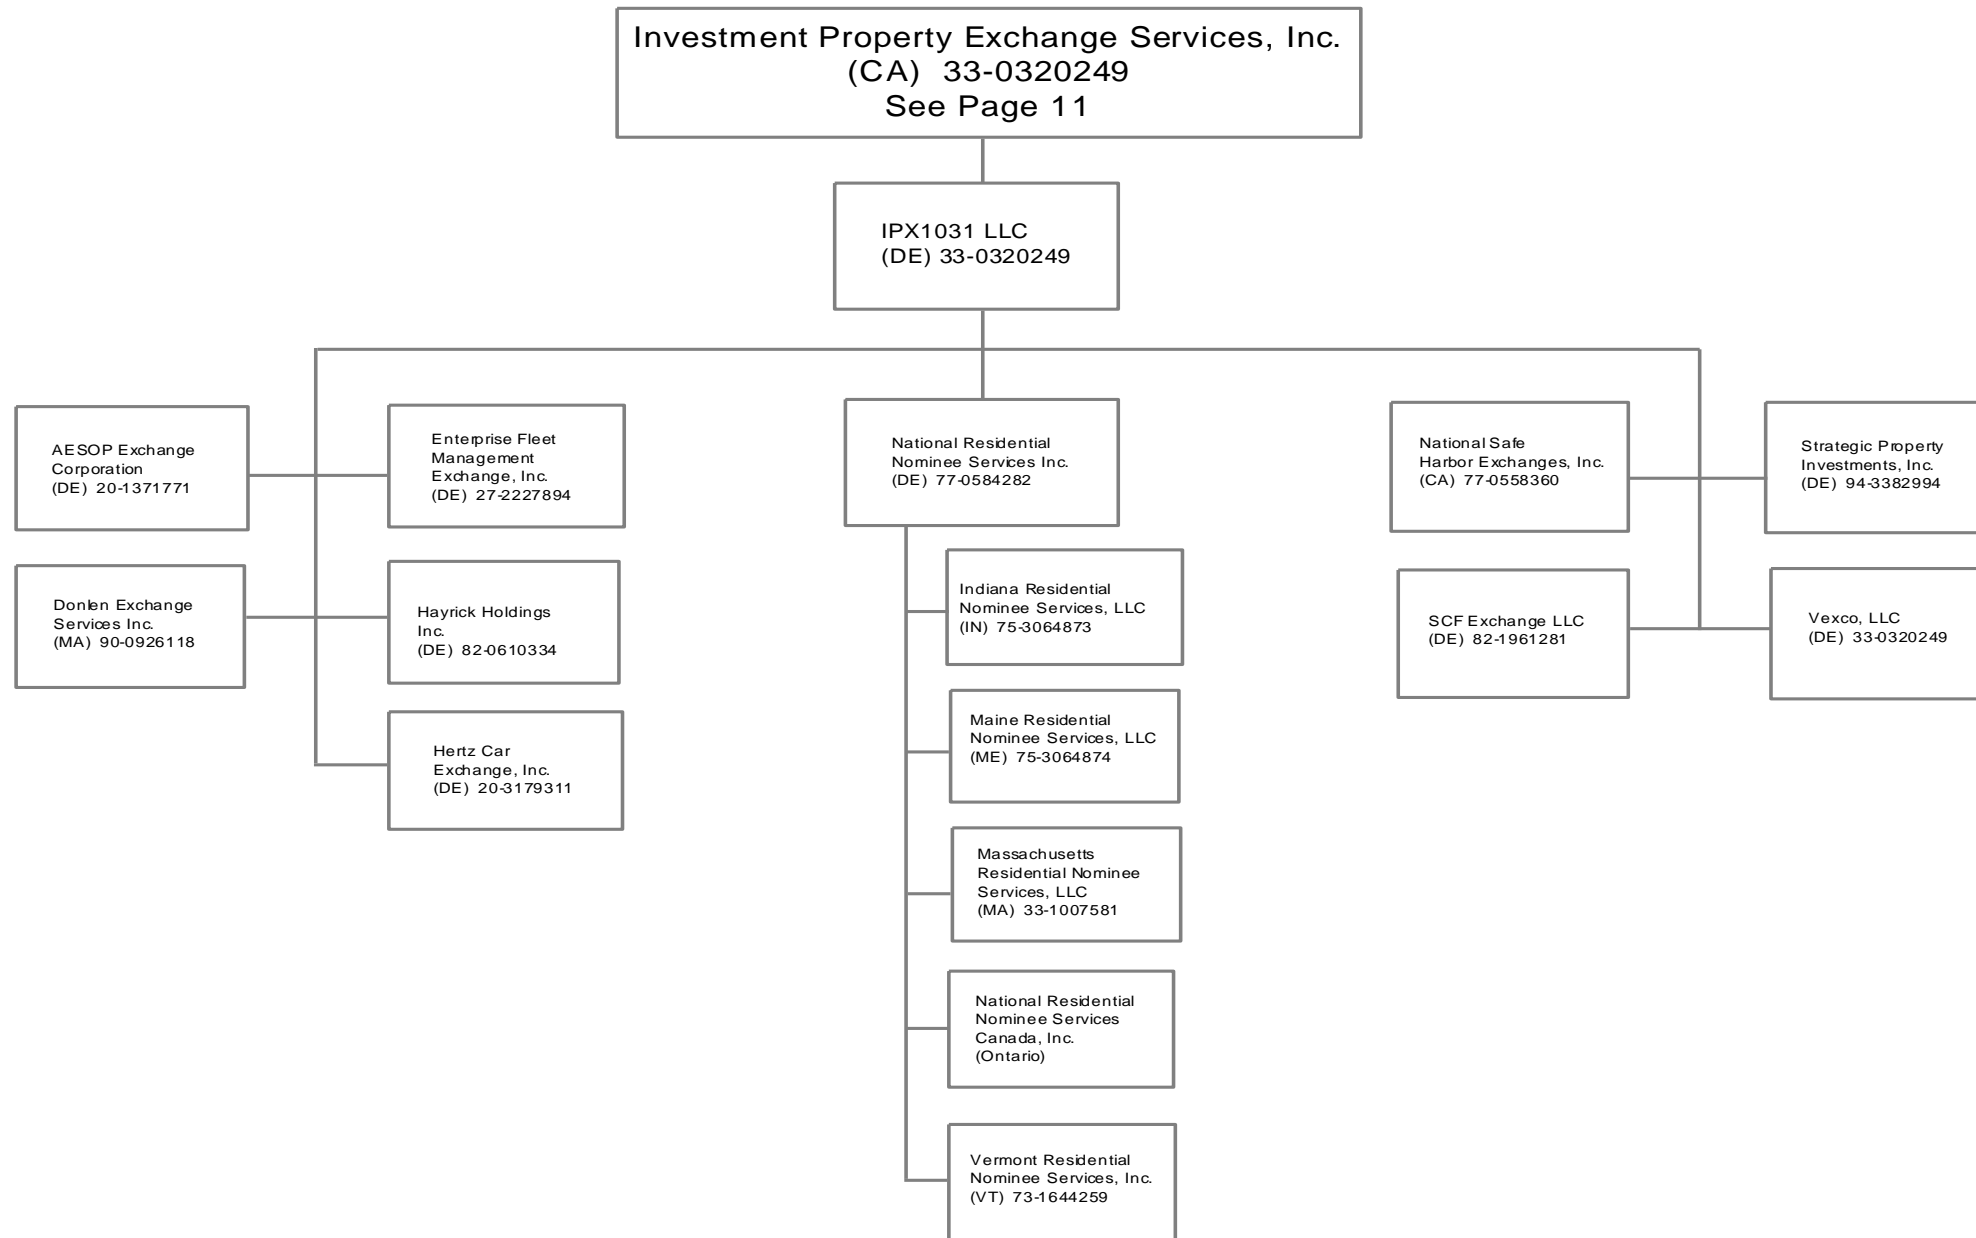 Investment Property Exchange Services, Inc.
(CA) 33-0320249
See Page 11
IPX1031 LLC
(DE) 33-0320249
AESOP Exchange
Corporation
(DE) 20-1371771
Enterprise Fleet
Management
Exchange, Inc.
(DE) 27-2227894
National Residential
Nominee Services Inc.
(DE) 77-0584282
National Safe
Harbor Exchanges, Inc.
(CA) 77-0558360
Strategic Property
Investments, Inc.
(DE) 94-3382994
Donlen Exchange
Services Inc.
(MA) 90-0926118
Hayrick Holdings
Inc.
(DE) 82-0610334
Indiana Residential
Nominee Services, LLC
(IN) 75-3064873
SCF Exchange LLC
(DE) 82-1961281
Vexco, LLC
(DE) 33-0320249
Hertz Car
Exchange, Inc.
(DE) 20-3179311
Maine Residential
Nominee Services, LLC
(ME) 75-3064874
Massachusetts
Residential Nominee
Services, LLC
(MA) 33-1007581
National Residential
Nominee Services
Canada, Inc.
(Ontario)
Vermont Residential
Nominee Services, Inc.
(VT) 73-1644259